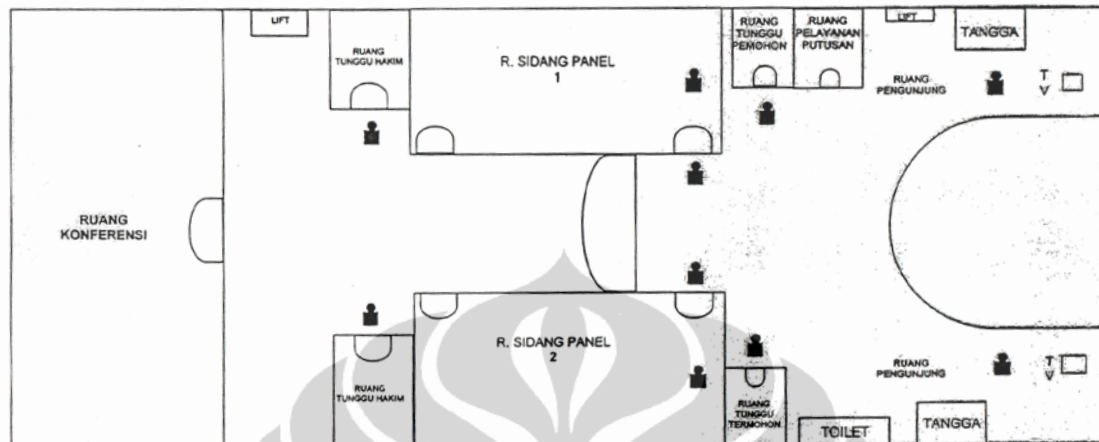 LIFT
RUANG
TUNGGU HAKIM
R. SIDANG PANEL
1
RUANG
TUNGGU
PEMOHON
RUANG
PELAYANAN
PUTUSAN
LIFT
TANGGA
RUANG
PENGUNJUNG
T
V
RUANG
KONFERENSI
R. SIDANG PANEL
2
RUANG
TUNGGU HAKIM
RUANG
TUNGGU
TERMOHON
RUANG
PENGUNJUNG
T
V
TOILET
TANGGA